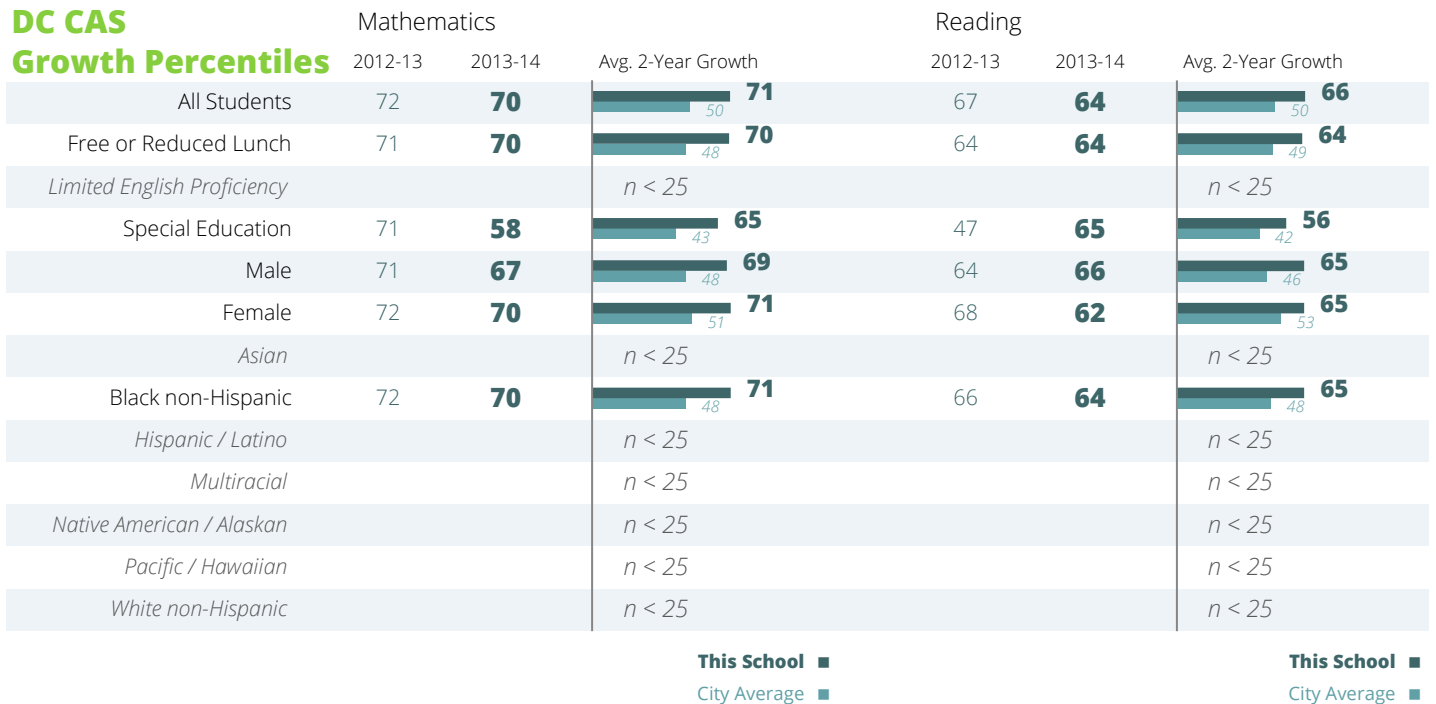 DC CAS
Growth Percentiles
Mathematics
Reading
2012-13 2013-14 Avg. 2-Year Growth 2012-13 2013-14 Avg. 2-Year Growth
All Students 72 70 71 50 67 64 66 50
Free or Reduced Lunch 71 70 70 48 64 64 64 49
Limited English Proficiency n < 25 n < 25
Special Education 71 58 65 43 47 65 56 42
Male 71 67 69 48 64 66 65 46
Female 72 70 71 51 68 62 65 53
Asian n < 25 n < 25
Black non-Hispanic 72 70 71 48 66 64 65 48
Hispanic / Latino n < 25 n < 25
Multiracial n < 25 n < 25
Native American / Alaskan n < 25 n < 25
Pacific / Hawaiian n < 25 n < 25
White non-Hispanic n < 25 n < 25
This School This School
City Average City Average